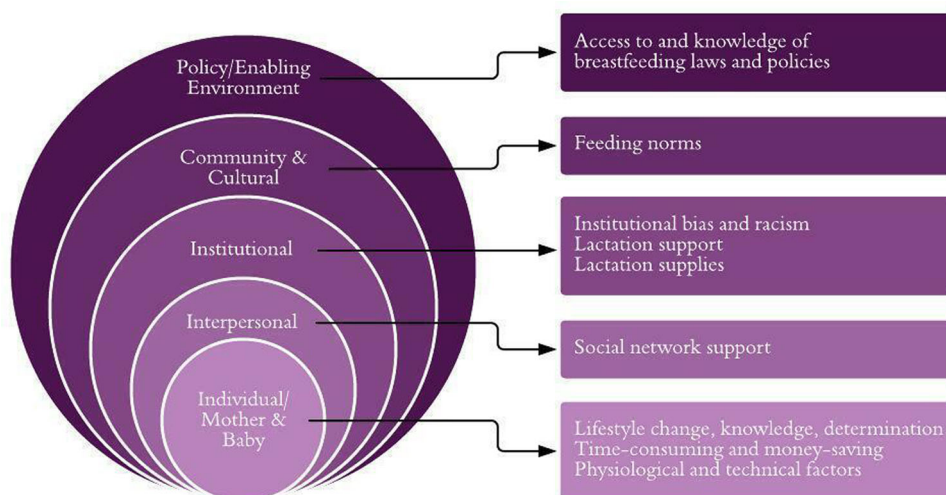 Policy/Enabling
Environment
Access to and knowledge of
breastfeeding laws and policies
Community &
Cultural
Feeding norms
Institutional
Institutional bias and racism
Lactation support
Lactation supplies
Interpersonal
Social network support
Individual/
Mother &
Baby
Lifestyle change, knowledge, determination
Time-consuming and money-saving
Physiological and technical factors